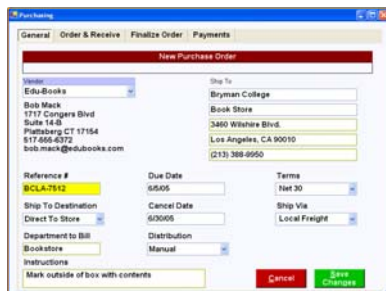 Purchasing
General Order & Receive Finalize Order Payments
New Purchase Order
Vendor
Edu-Books
Bob Mack
1717 Congers Blvd
Suite 14-B
Plattsberg CT 17154
517-555-6372
bob.mack@edubooks.com
Ship To
Bryman College
Book Store
3460 Wilshire Blvd.
Los Angeles, CA 90010
(213) 388-9950
Reference # Due Date Terms
BCLA-7512 6/5/05 Net 30
Ship To Destination Cancel Date Ship Via
Direct To Store 6/30/05 Local Freight
Department to Bill Distribution
Bookstore Manual
Instructions
Mark outside of box with contents
Cancel Save Changes